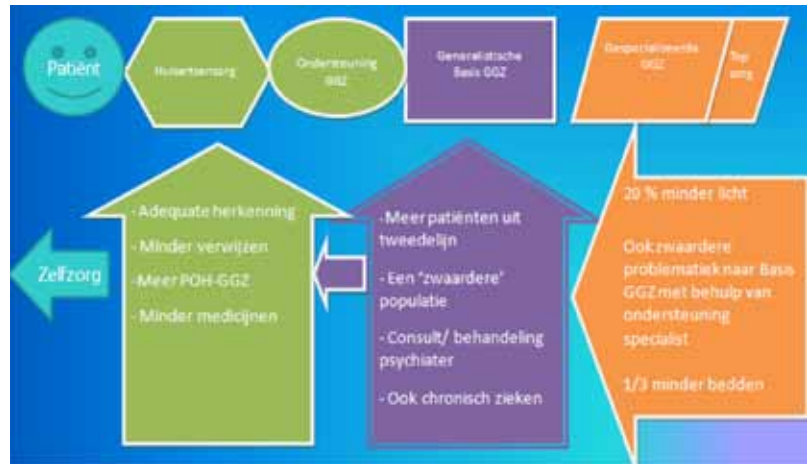 Patiënt
Huisartsenzorg
Ondersteuning
GGZ
Generalistische
Basis GGZ
Gespecialiseerde
GGZ
Top
zorg
Zelfzorg
- Adequate herkenning
- Minder verwijzen
- Meer POH-GGZ
- Minder medicijnen
- Meer patiënten uit
tweedelijn
- Een 'zwaardere'
populatie
- Consult/ behandeling
psychiater
- Ook chronisch zieken
20 % minder licht
Ook zwaardere
problematiek naar Basis
GGZ met behulp van
ondersteuning
specialist
1/3 minder bedden